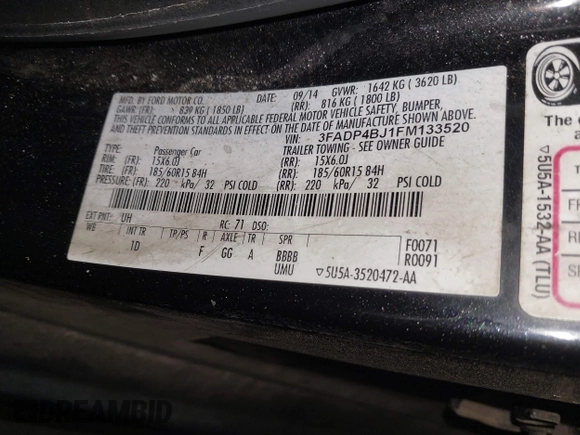 MFD. BY FORD MOTOR CO.
DATE: 09/14 GVWR: 1642 KG ( 3620 LB)
GAWR: (FR): 839 KG ( 1850 LB) (RR): 816 KG ( 1800 LB)
THIS VEHICLE CONFORMS TO ALL APPLICABLE FEDERAL MOTOR VEHICLE SAFETY, BUMPER,
AND THEFT PREVENTION STANDARDS IN EFFECT ON THE DATE OF MANUFACTURE SHOWN ABOVE.
VIN: 3FADP4BJ1FM133520
TYPE: Passenger Car TRAILER TOWING - SEE OWNER GUIDE
RIM: (FR): 15X6.0J (RR): 15X6.0J
TIRE: (FR): 185/60R15 84H (RR): 185/60R15 84H
PRESSURE: (FR): 220 kPa/ 32 PSI COLD (RR): 220 kPa/ 32 PSI COLD
EXT PNT: UH RC: 71 DSO:
WB INT TR TP/PS R AXLE TR SPR
1D F GG A BBBB
UMU
F0071
R0091
5U5A-3520472-AA
The c
5U5A-1532-AA (TLU)
T
FR
RE
SP
DREAMBID